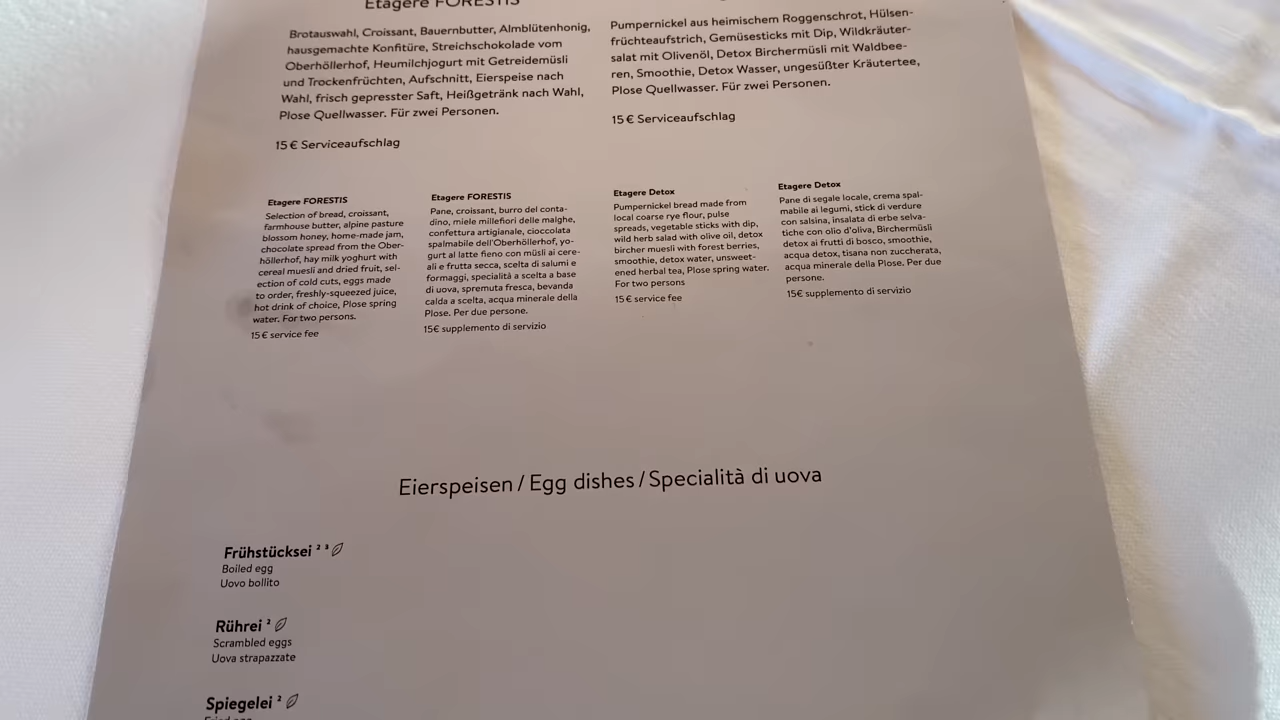 Etagere FORESTIS
Brotauswahl, Croissant, Bauernbutter, Almblütenhonig,
hausgemachte Konfitüre, Streichschokolade vom
Oberhöllerhof, Heumilchjogurt mit Getreidemüsli
und Trockenfrüchten, Aufschnitt, Eierspeise nach
Wahl, frisch gepresster Saft, Heißgetränk nach Wahl,
Plose Quellwasser. Für zwei Personen.
15 € Serviceaufschlag
Pumpernickel aus heimischem Roggenschrot, Hülsen-
früchteaufstrich, Gemüsesticks mit Dip, Wildkräuter-
salat mit Olivenöl, Detox Birchermüsli mit Waldbee-
ren, Smoothie, Detox Wasser, ungesüßter Kräutertee,
Plose Quellwasser. Für zwei Personen.
15 € Serviceaufschlag
Etagere FORESTIS
Selection of bread, croissant,
farmhouse butter, alpine pasture
blossom honey, home-made jam,
chocolate spread from the Ober-
höllerhof, hay milk yoghurt with
cereal muesli and dried fruit, sel-
ection of cold cuts, eggs made
to order, freshly-squeezed juice,
hot drink of choice, Plose spring
water. For two persons.
15 € service fee
Etagere FORESTIS
Pane, croissant, burro del conta-
dino, miele millefiori delle malghe,
confettura artigianale, cioccolata
spalmabile dell'Oberhöllerhof, yo-
gurt al latte fieno con müsli ai cere-
ali e frutta secca, scelta di salumi e
formaggi, specialità a scelta a base
di uova, spremuta fresca, bevanda
calda a scelta, acqua minerale della
Plose. Per due persone.
15€ supplemento di servizio
Etagere Detox
Pumpernickel bread made from
local coarse rye flour, pulse
spreads, vegetable sticks with dip,
wild herb salad with olive oil, detox
bircher muesli with forest berries,
smoothie, detox water, unsweet-
ened herbal tea, Plose spring water.
For two persons
15 € service fee
Etagere Detox
Pane di segale locale, crema spal-
mabile ai legumi, stick di verdure
con salsina, insalata di erbe selva-
tiche con olio d'oliva, Birchermüsli
detox ai frutti di bosco, smoothie,
acqua detox, tisana non zuccherata,
acqua minerale della Plose. Per due
persone.
15€ supplemento di servizio
Eierspeisen / Egg dishes / Specialità di uova
Frühstücksei ² ³
Boiled egg
Uovo bollito
Rührei ²
Scrambled eggs
Uova strapazzate
Spiegelei ²
Fried egg